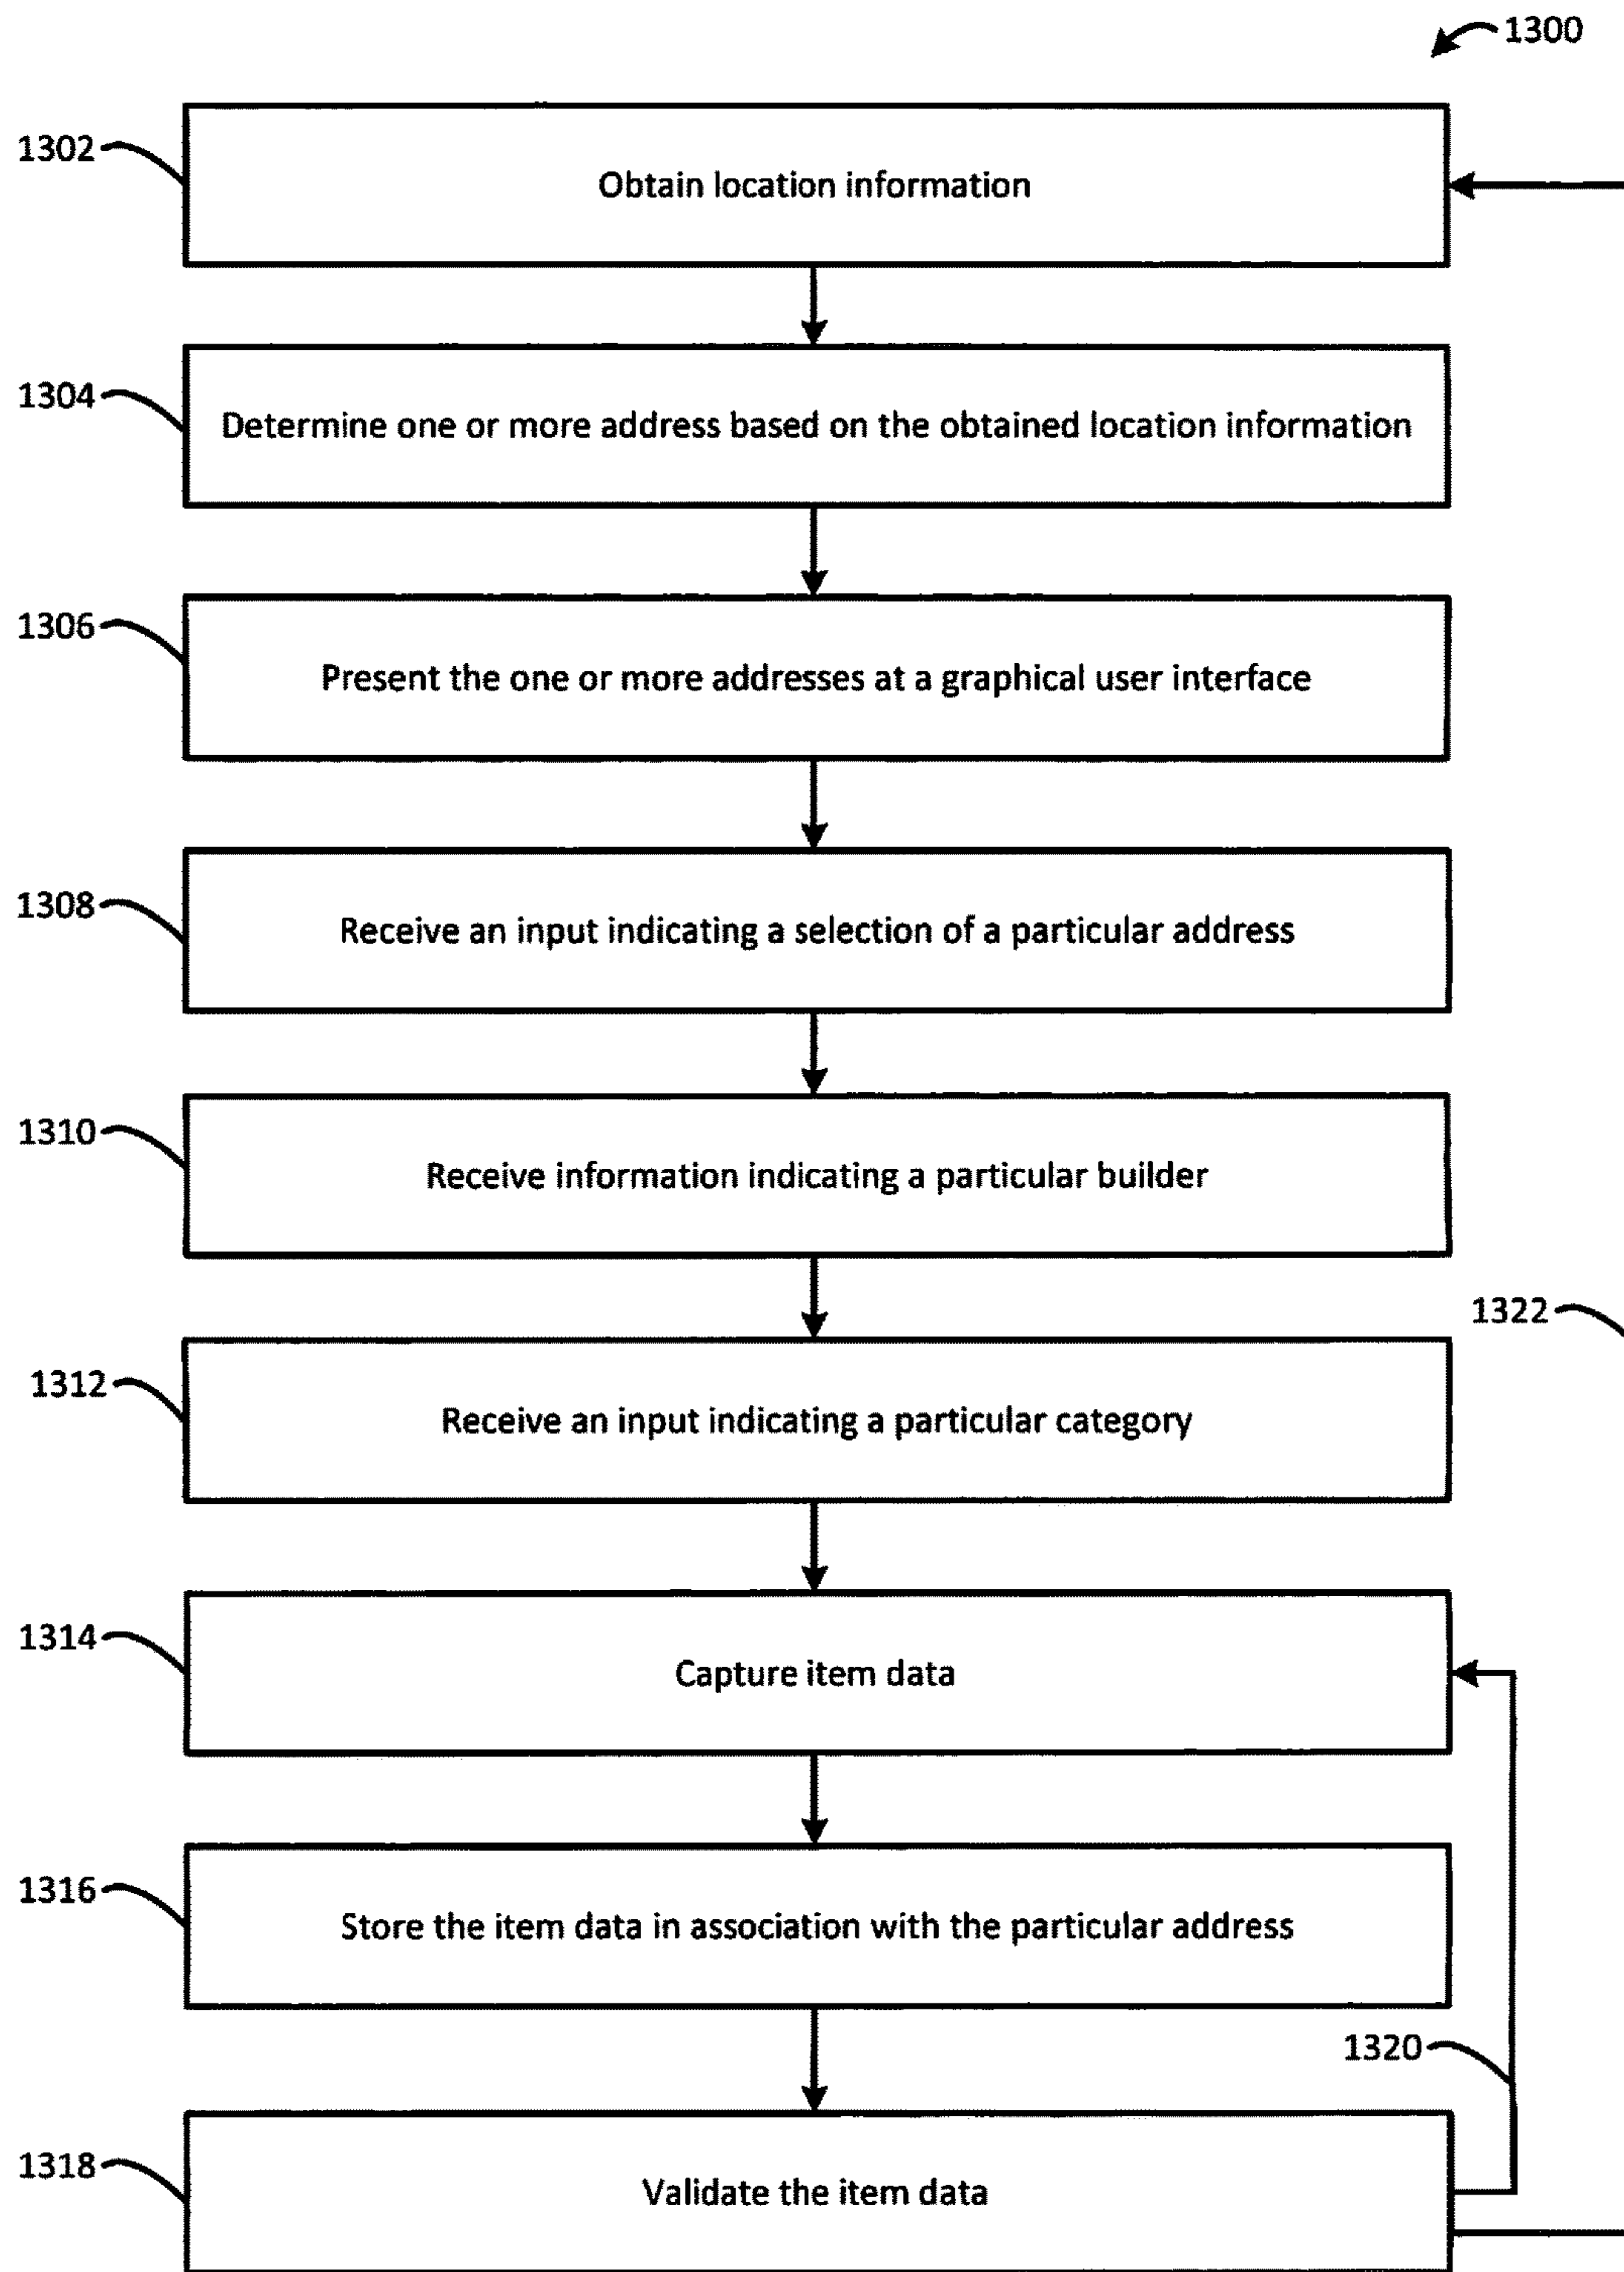 1300
1302
Obtain location information
1304
Determine one or more address based on the obtained location information
1306
Present the one or more addresses at a graphical user interface
1308
Receive an input indicating a selection of a particular address
1310
Receive information indicating a particular builder
1322
1312
Receive an input indicating a particular category
1314
Capture item data
1316
Store the item data in association with the particular address
1320
1318
Validate the item data